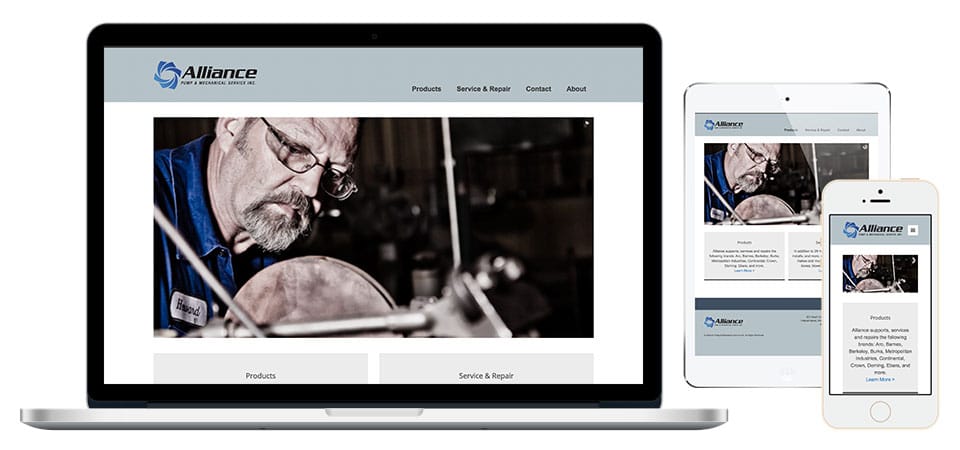 Alliance
PUMP & MECHANICAL SERVICE INC.
Products
Service & Repair
Contact
About
Howard
Products
Service & Repair
Alliance
Products
Service & Repair
Contact
About
Products
Alliance supports, services and repairs the
following brands: Aro, Barnes, Berkeley, Burks,
Metropolitan Industries, Continental, Crown,
Deming, Ebara, and more.
Learn More >
Alliance
Alliance
PUMP & MECHANICAL SERVICE INC.
Products
Alliance supports, services
and repairs the following
brands: Aro, Barnes,
Berkeley, Burks, Metropolitan
Industries, Continental,
Crown, Deming, Ebara, and
more.
Learn More >